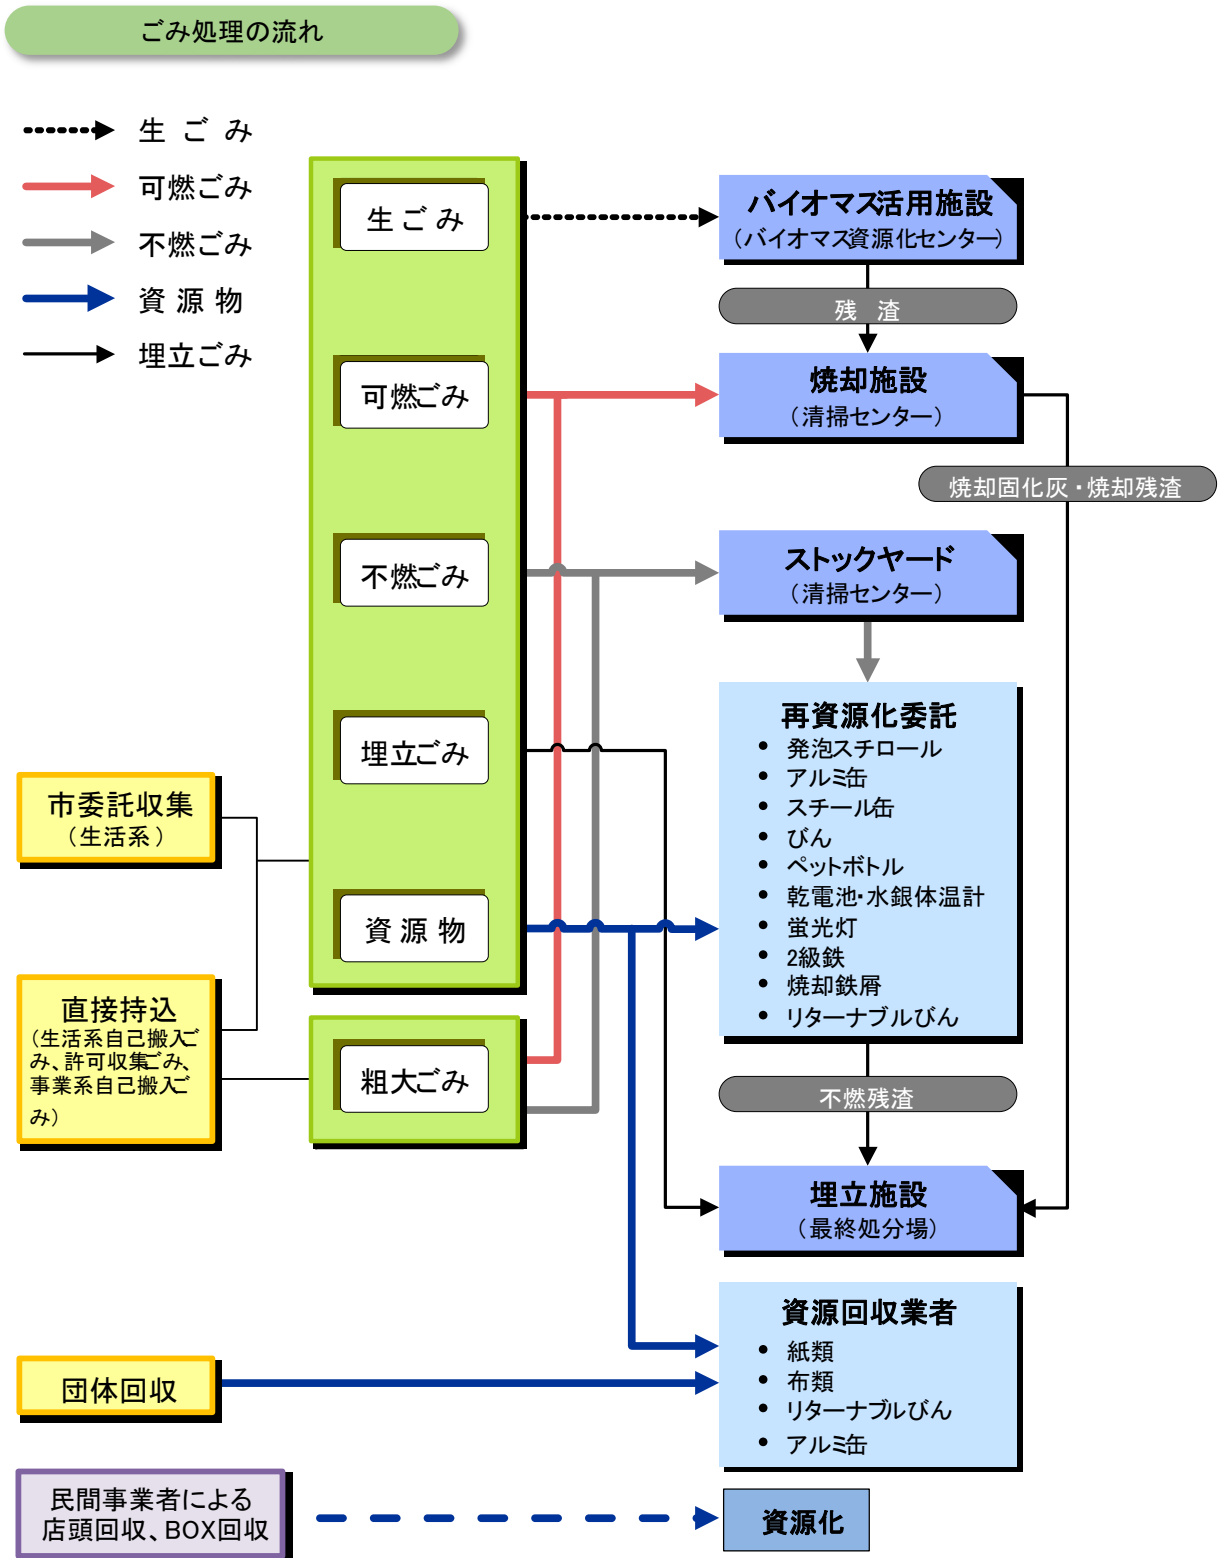 ごみ処理の流れ
生 ご み
可燃ごみ
不燃ごみ
資 源 物
埋立ごみ
生 ご み
可燃ごみ
不燃ごみ
埋立ごみ
資 源 物
粗大ごみ
市委託収集
（生活系）
直接持込
（生活系自己搬入ご
み、許可収集ごみ、
事業系自己搬入ご
み）
団体回収
民間事業者による
店頭回収、BOX回収
バイオマス活用施設
（バイオマス資源化センター）
残 渣
焼却施設
（清掃センター）
焼却固化灰・焼却残渣
ストックヤード
（清掃センター）
再資源化委託
• 発泡スチロール
• アルミ缶
• スチール缶
• びん
• ペットボトル
• 乾電池・水銀体温計
• 蛍光灯
• 2級鉄
• 焼却鉄屑
• リターナブルびん
不燃残渣
埋立施設
（最終処分場）
資源回収業者
• 紙類
• 布類
• リターナブルびん
• アルミ缶
資源化